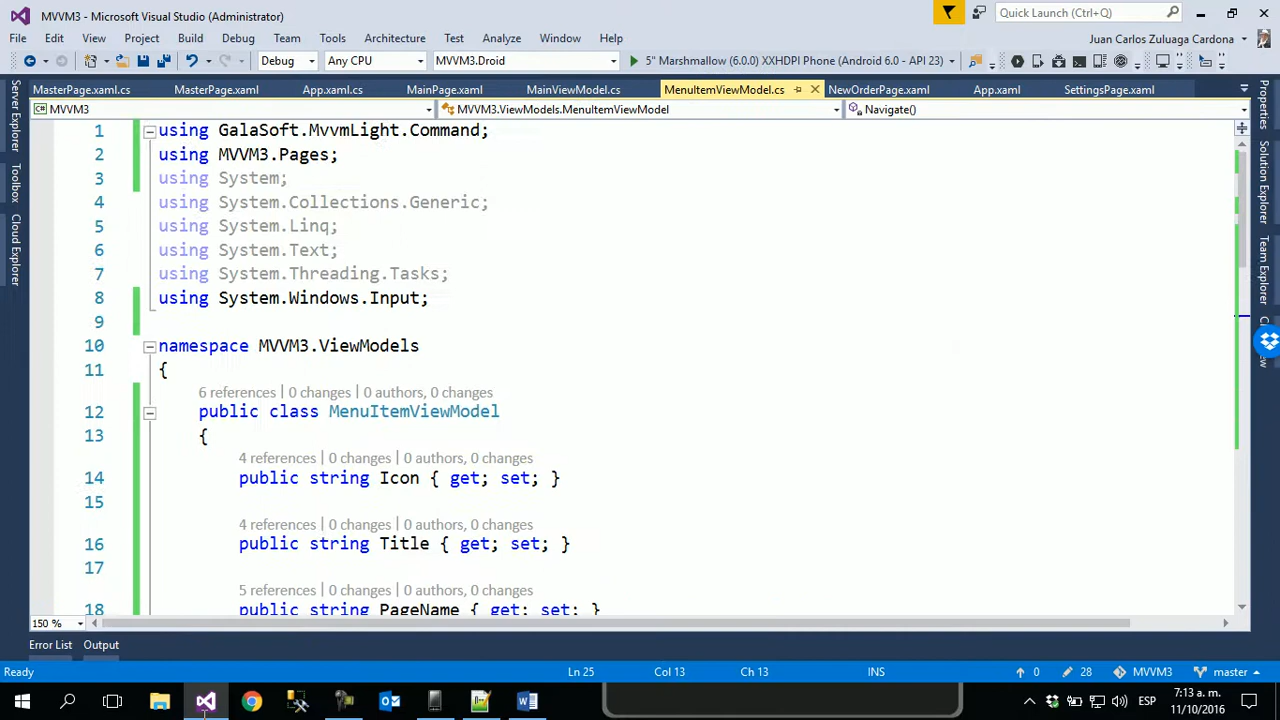 MVVM3 - Microsoft Visual Studio (Administrator)
Quick Launch (Ctrl+Q)
File Edit View Project Build Debug Team Tools Architecture Test Analyze Window Help
Juan Carlos Zuluaga Cardona
Debug Any CPU MVVM3.Droid 5" Marshmallow (6.0.0) XXHDPI Phone (Android 6.0 - API 23)
MasterPage.xaml.cs MasterPage.xaml App.xaml.cs MainPage.xaml MainViewModel.cs MenuItemViewModel.cs NewOrderPage.xaml App.xaml SettingsPage.xaml
MVVM3 MVVM3.ViewModels.MenuItemViewModel Navigate()
Server Explorer
Toolbox
Cloud Explorer
1 using GalaSoft.MvvmLight.Command;
2 using MVVM3.Pages;
3 using System;
4 using System.Collections.Generic;
5 using System.Linq;
6 using System.Text;
7 using System.Threading.Tasks;
8 using System.Windows.Input;
9
10 namespace MVVM3.ViewModels
11 {
6 references | 0 changes | 0 authors, 0 changes
12 public class MenuItemViewModel
13 {
4 references | 0 changes | 0 authors, 0 changes
14 public string Icon { get; set; }
15
4 references | 0 changes | 0 authors, 0 changes
16 public string Title { get; set; }
17
5 references | 0 changes | 0 authors, 0 changes
18 public string PageName { get; set; }
Properties
Solution Explorer
Team Explorer
150 %
Error List Output
Ready Ln 25 Col 13 Ch 13 INS 0 28 MVVM3 master
ESP
7:13 a. m.
11/10/2016